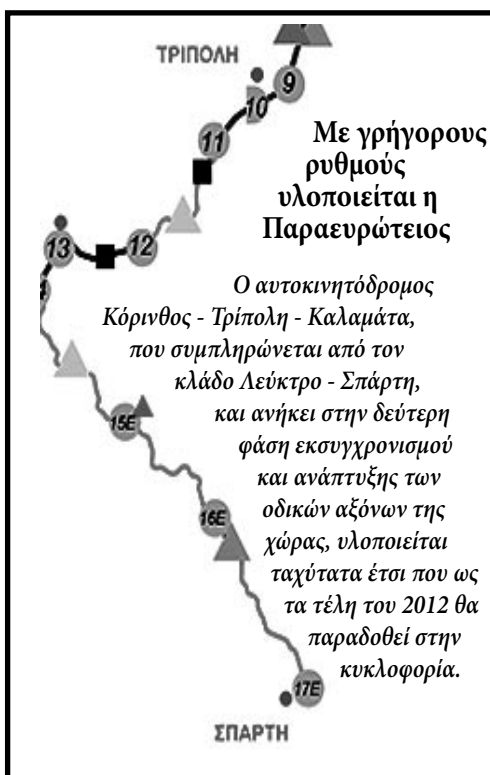 ΤΡΙΠΟΛΗ
9
10
11
Με γρήγορους
ρυθμούς
υλοποιείται η
Παραευρώτειος
13
12
Ο αυτοκινητόδρομος
Κόρινθος - Τρίπολη - Καλαμάτα,
που συμπληρώνεται από τον
κλάδο Λεύκτρο - Σπάρτη,
και ανήκει στην δεύτερη
φάση εκσυγχρονισμού
και ανάπτυξης των
οδικών αξόνων της
χώρας, υλοποιείται
ταχύτατα έτσι που ως
τα τέλη του 2012 θα
παραδοθεί στην
κυκλοφορία.
15Ε
16Ε
17Ε
ΣΠΑΡΤΗ